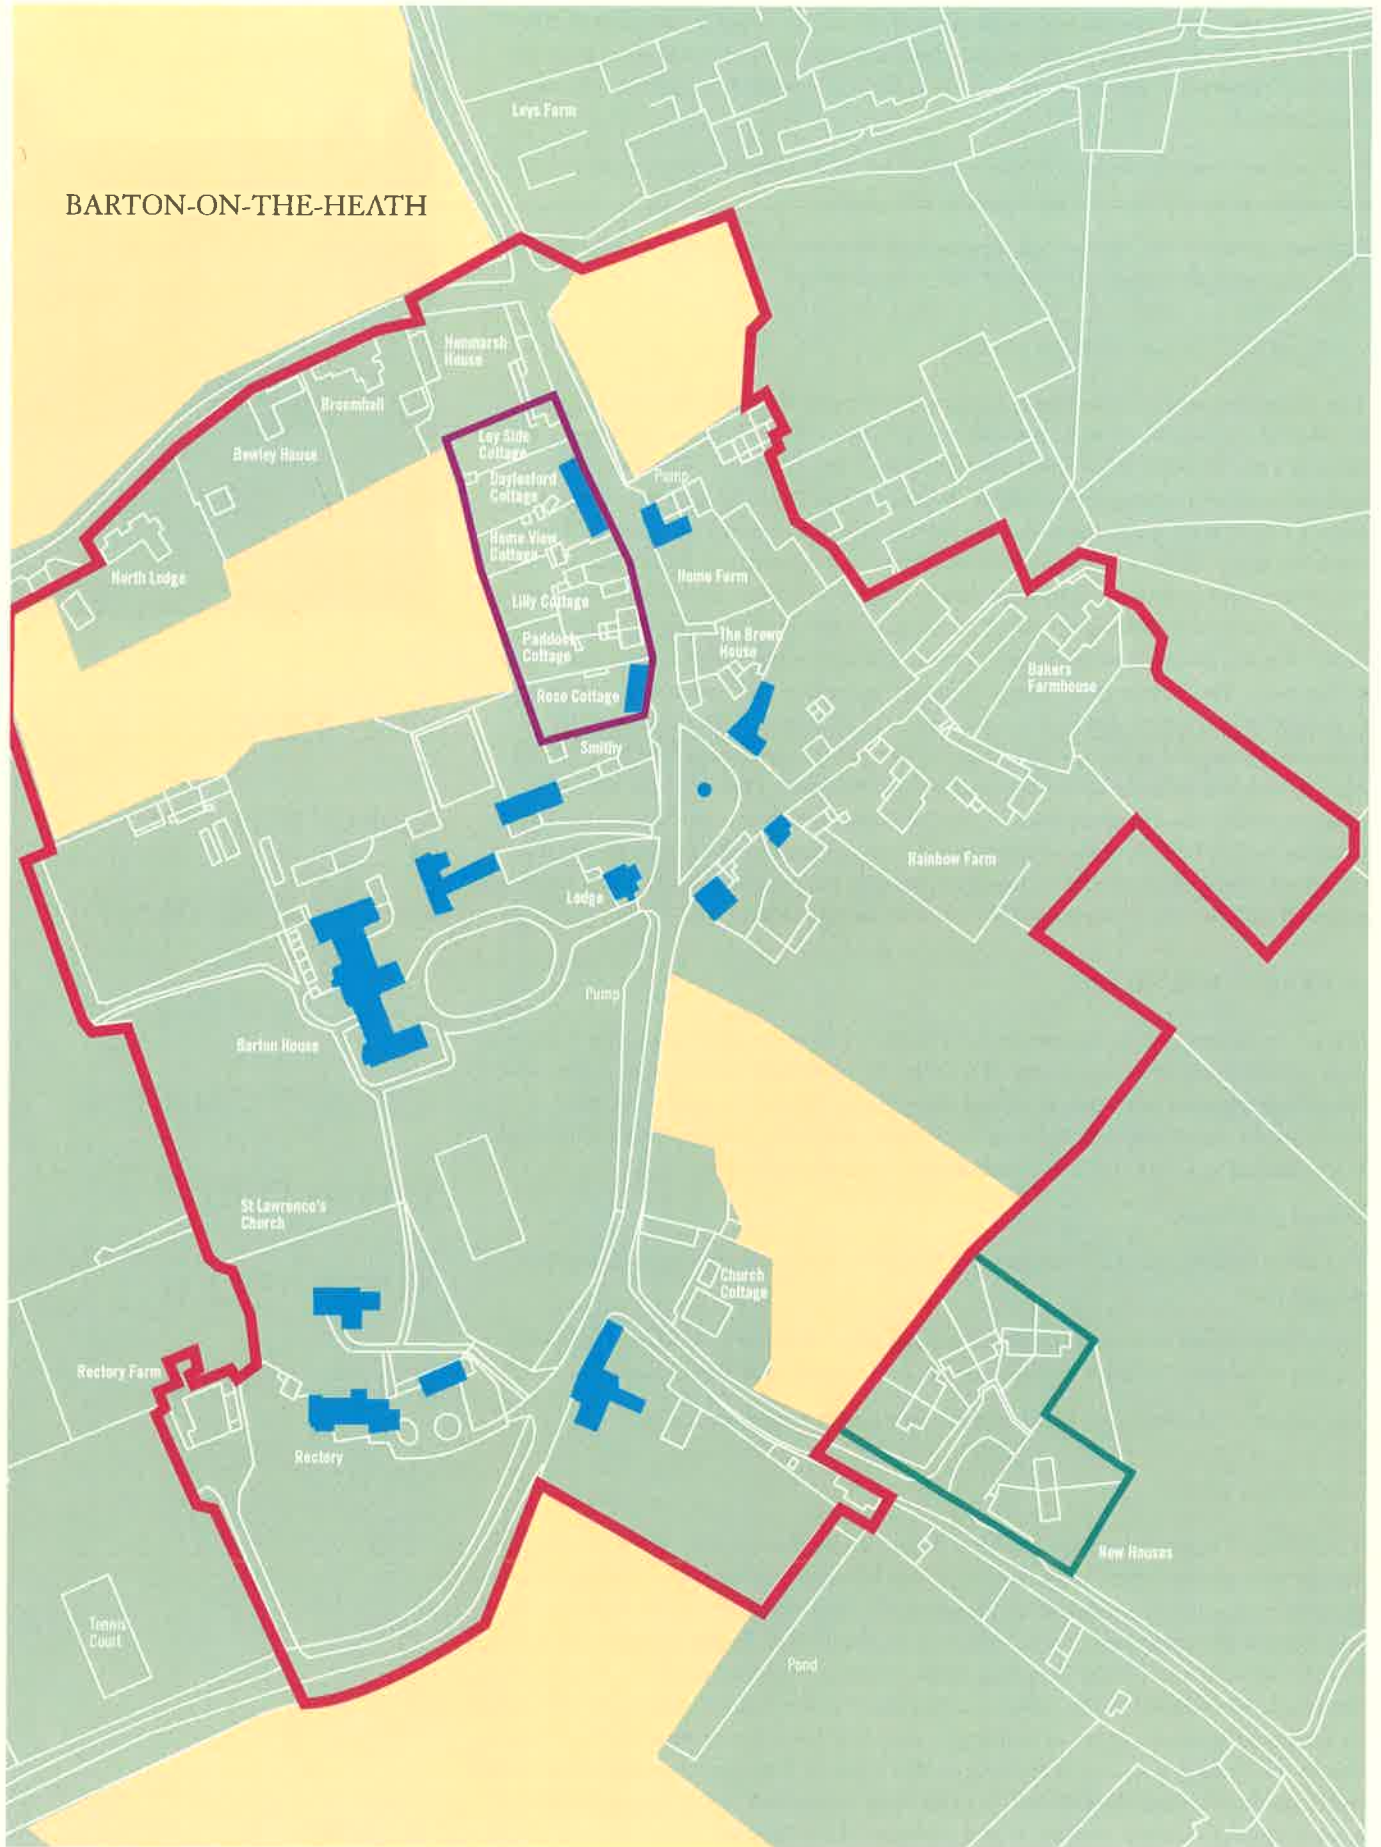 Leys Farm
BARTON-ON-THE-HEATH
Henmarsh
House
Broomhall
Bewley House
Ley Side
Cottage
Daylesford
Cottage
Pump
Home View
Cottage
North Lodge
Home Farm
Lilly Cottage
Paddock
Cottage
The Brewe
House
Bakers
Farmhouse
Rose Cottage
Smithy
Rainbow Farm
Lodge
Pump
Barton House
St Lawrence's
Church
Church
Cottage
Rectory Farm
Rectory
New Houses
Tennis
Court
Pond